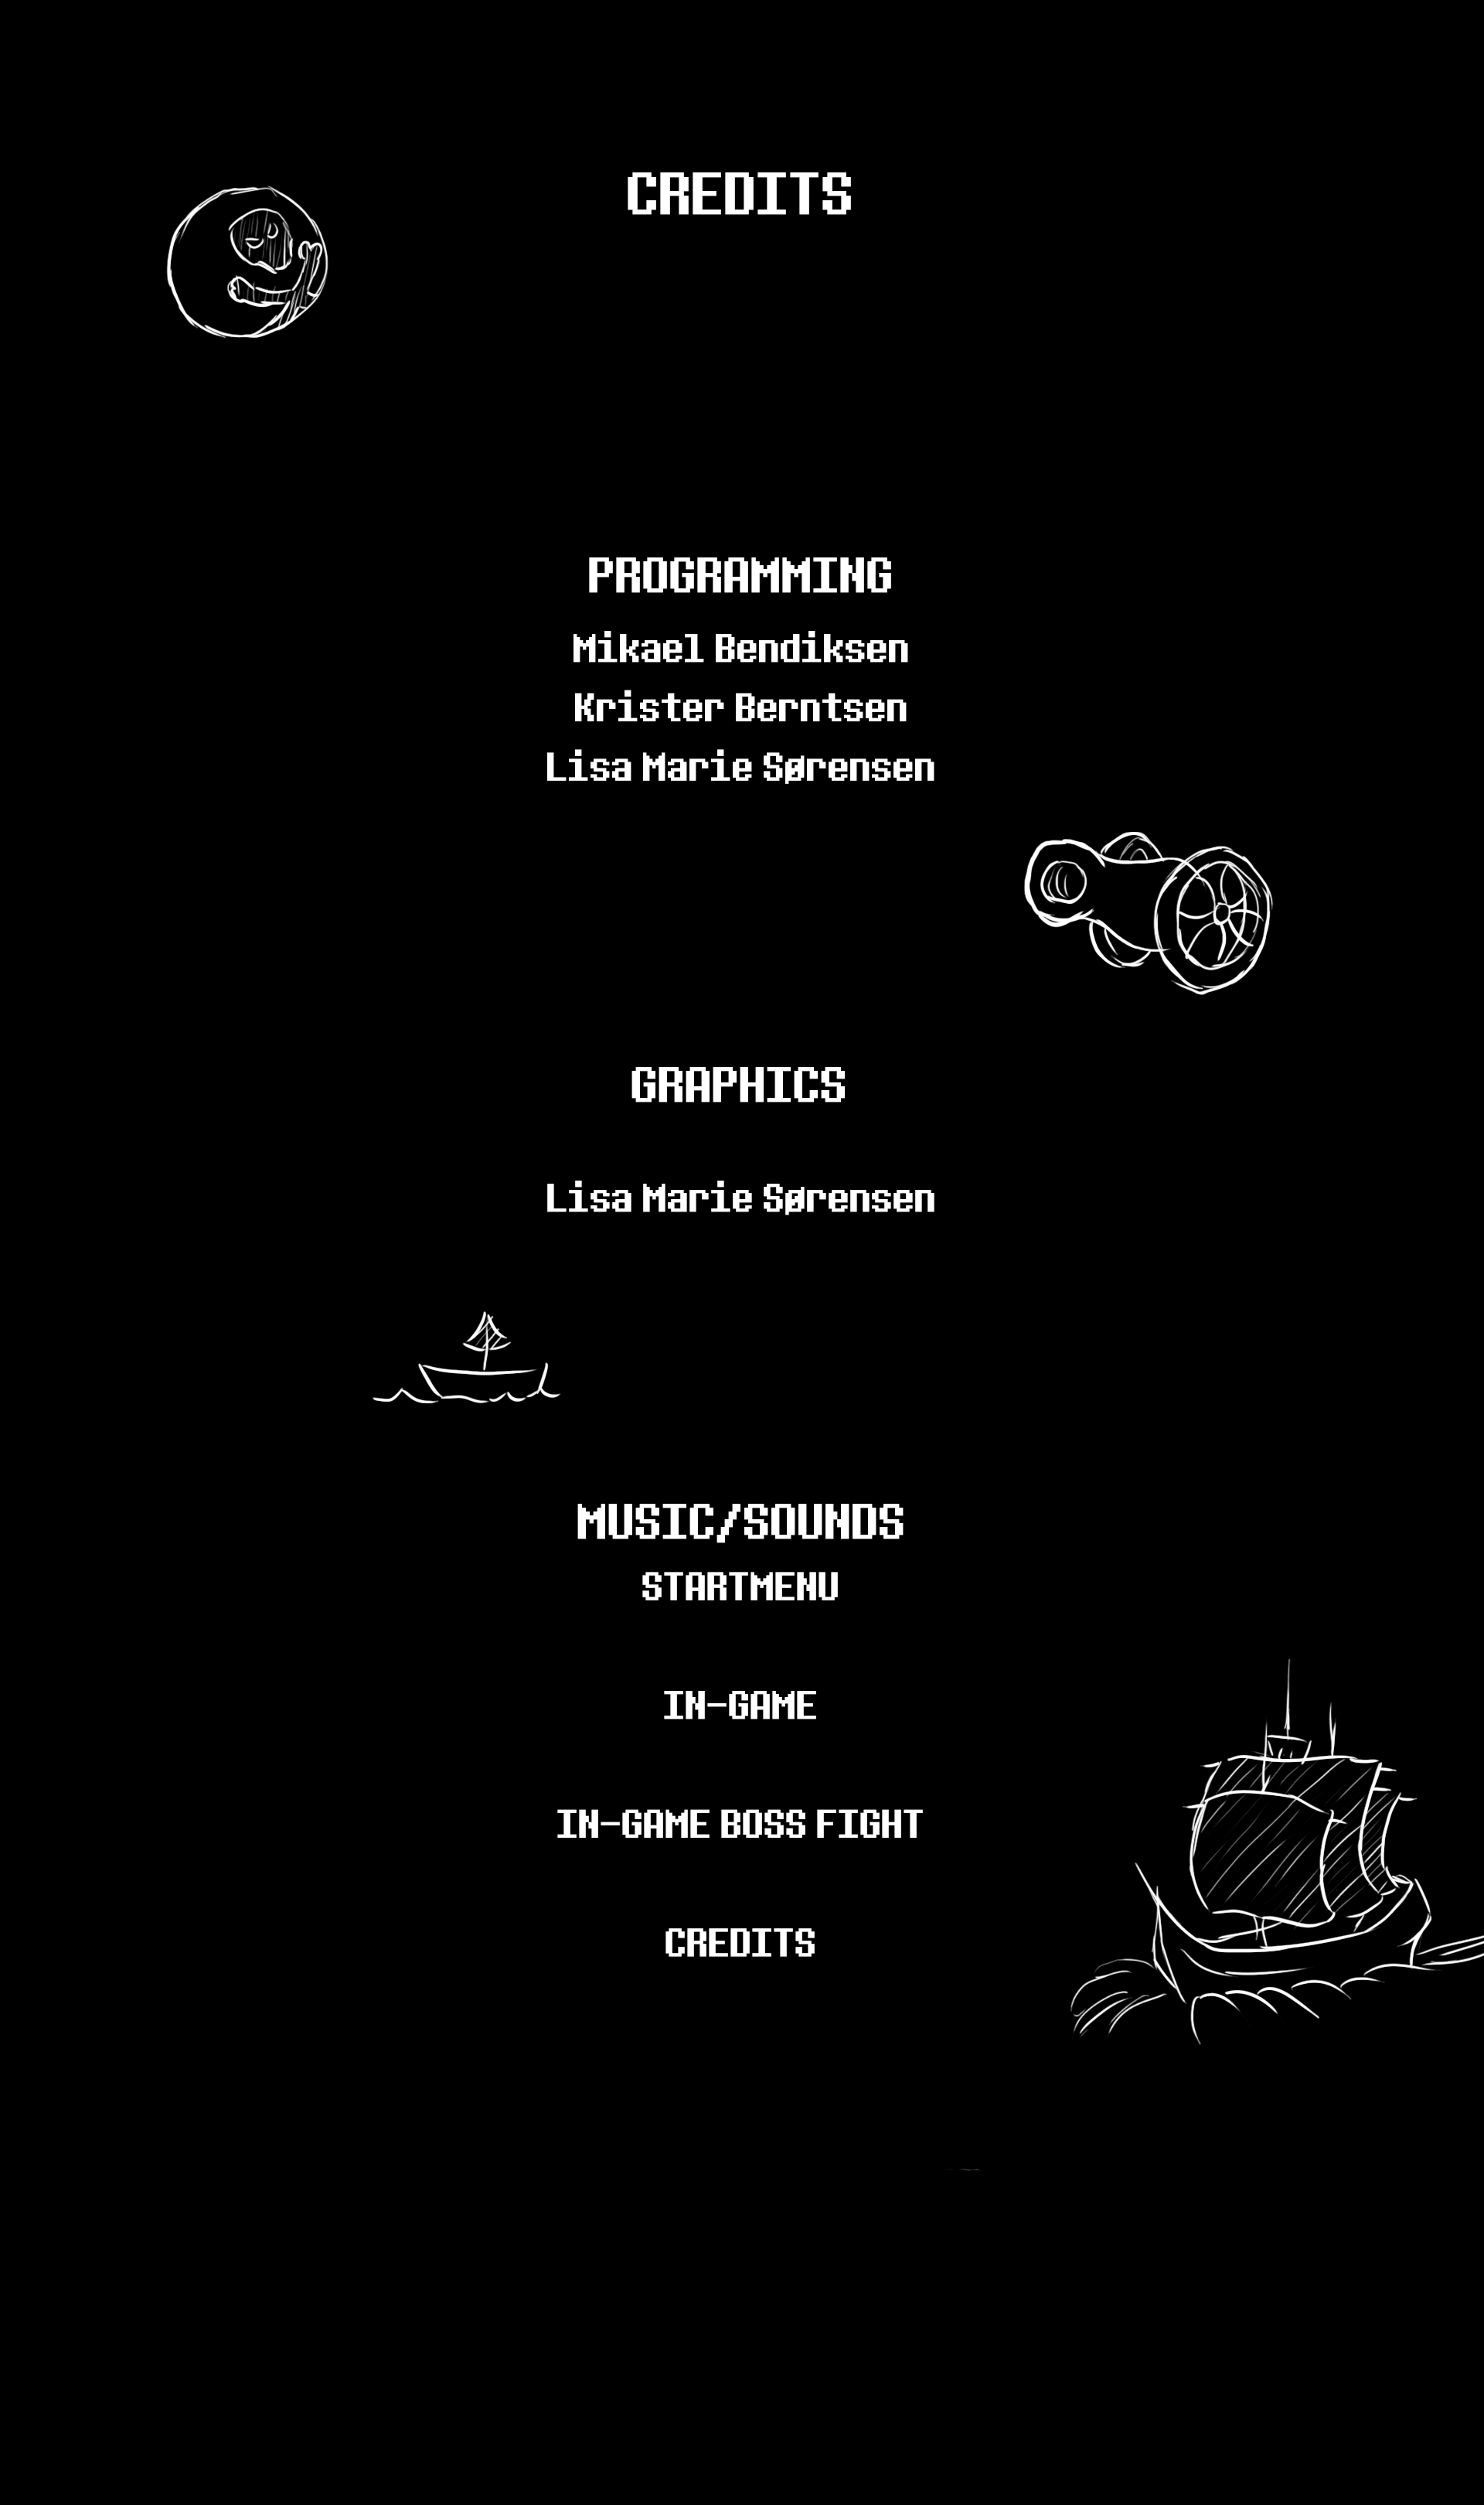 CREDITS
PROGRAMMING
Mikael Bendiksen
Krister Berntsen
Lisa Marie Sørensen
GRAPHICS
Lisa Marie Sørensen
MUSIC/SOUNDS
STARTMENU
IN-GAME
IN-GAME BOSS FIGHT
CREDITS